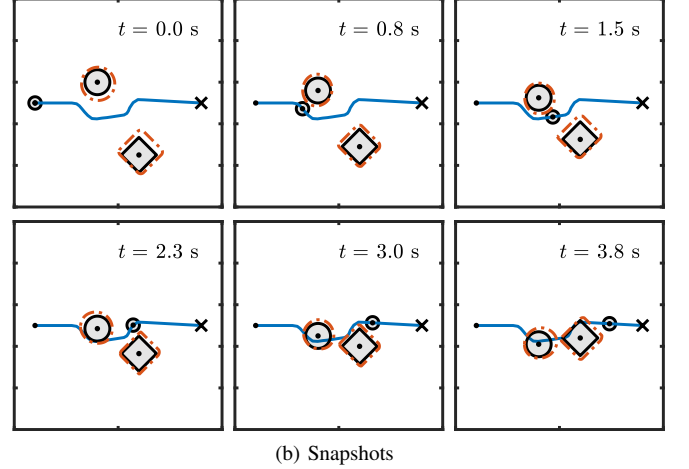 t = 0.0 s
t = 0.8 s
t = 1.5 s
t = 2.3 s
t = 3.0 s
t = 3.8 s
(b) Snapshots